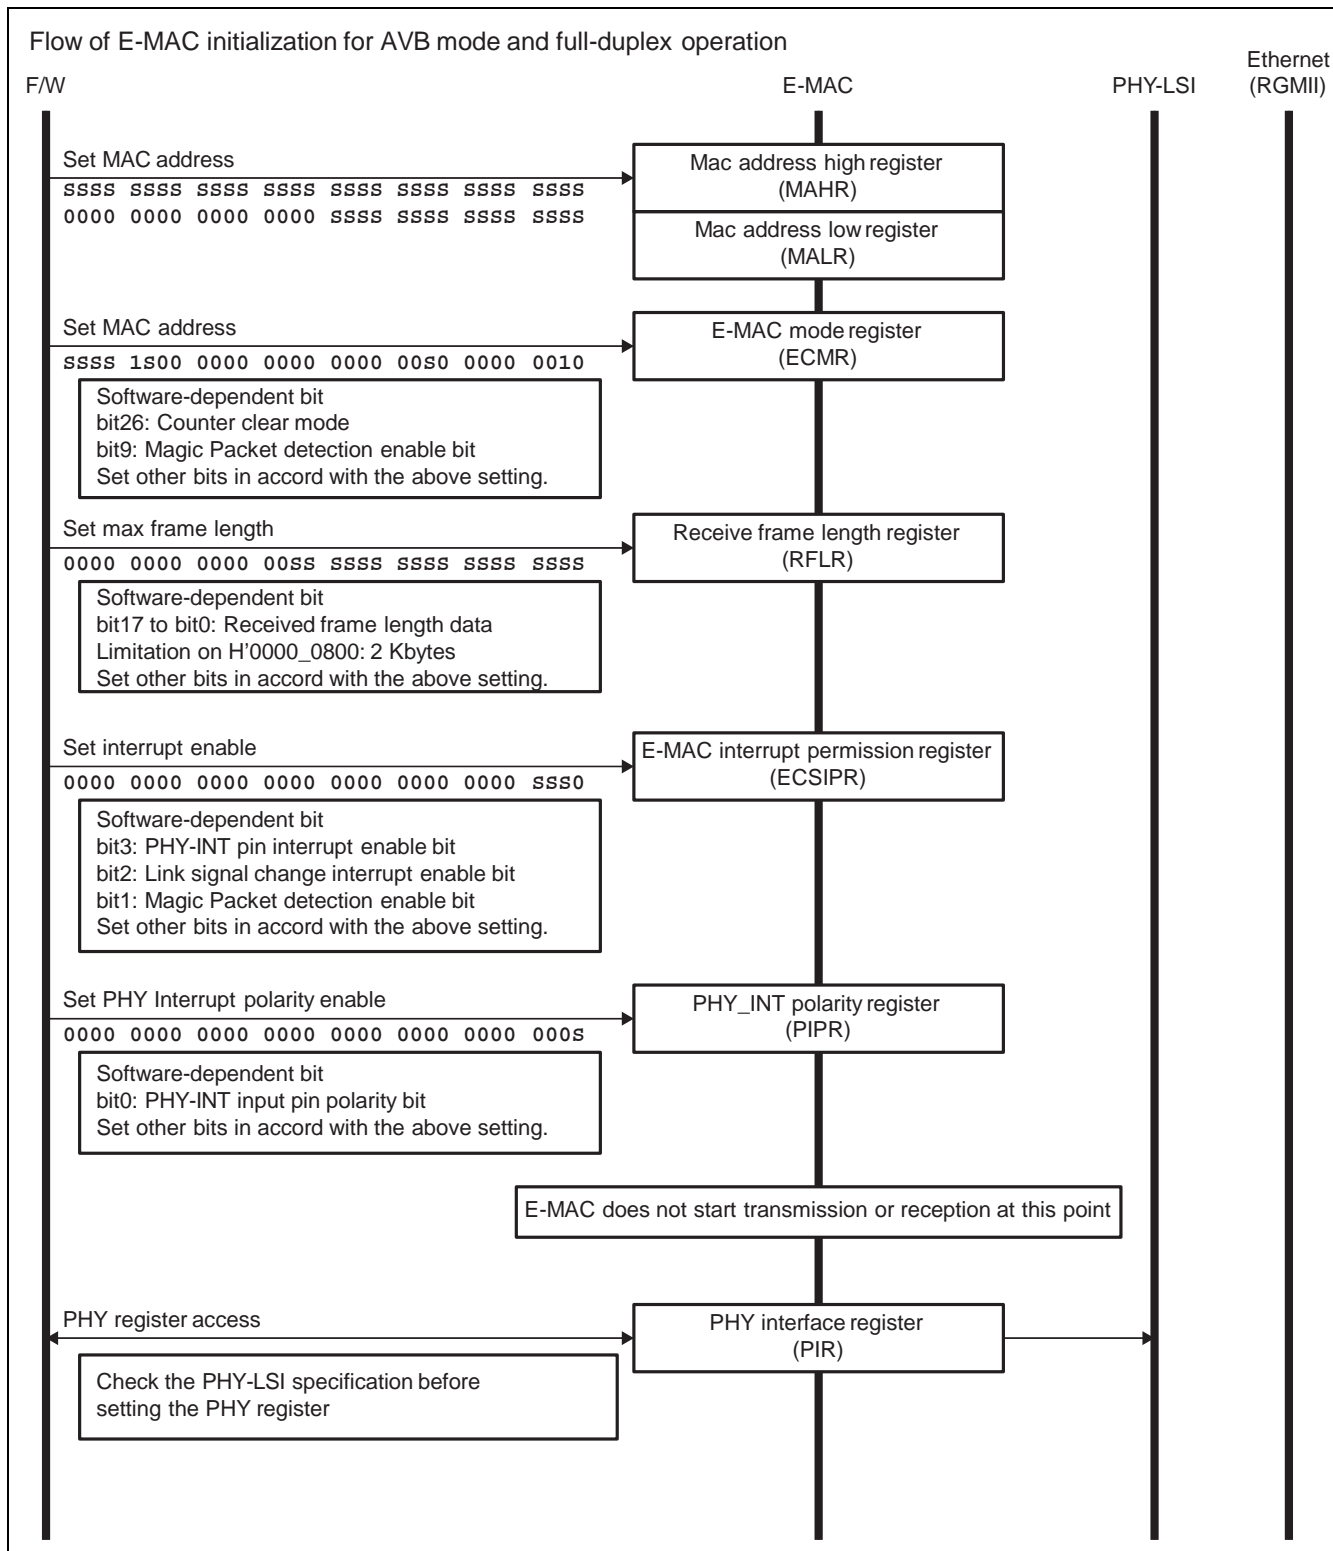 Flow of E-MAC initialization for AVB mode and full-duplex operation
F/W
E-MAC
PHY-LSI
Ethernet
(RGMII)
Set MAC address
SSSS SSSS SSSS SSSS SSSS SSSS SSSS SSSS
0000 0000 0000 0000 SSSS SSSS SSSS SSSS
Mac address high register
(MAHR)
Mac address low register
(MALR)
Set MAC address
SSSS 1S00 0000 0000 0000 00S0 0000 0010
E-MAC mode register
(ECMR)
Software-dependent bit
bit26: Counter clear mode
bit9: Magic Packet detection enable bit
Set other bits in accord with the above setting.
Set max frame length
0000 0000 0000 00SS SSSS SSSS SSSS SSSS
Receive frame length register
(RFLR)
Software-dependent bit
bit17 to bit0: Received frame length data
Limitation on H'0000_0800: 2 Kbytes
Set other bits in accord with the above setting.
Set interrupt enable
0000 0000 0000 0000 0000 0000 0000 SSS0
E-MAC interrupt permission register
(ECSIPR)
Software-dependent bit
bit3: PHY-INT pin interrupt enable bit
bit2: Link signal change interrupt enable bit
bit1: Magic Packet detection enable bit
Set other bits in accord with the above setting.
Set PHY Interrupt polarity enable
0000 0000 0000 0000 0000 0000 0000 000S
PHY_INT polarity register
(PIPR)
Software-dependent bit
bit0: PHY-INT input pin polarity bit
Set other bits in accord with the above setting.
E-MAC does not start transmission or reception at this point
PHY register access
PHY interface register
(PIR)
Check the PHY-LSI specification before
setting the PHY register